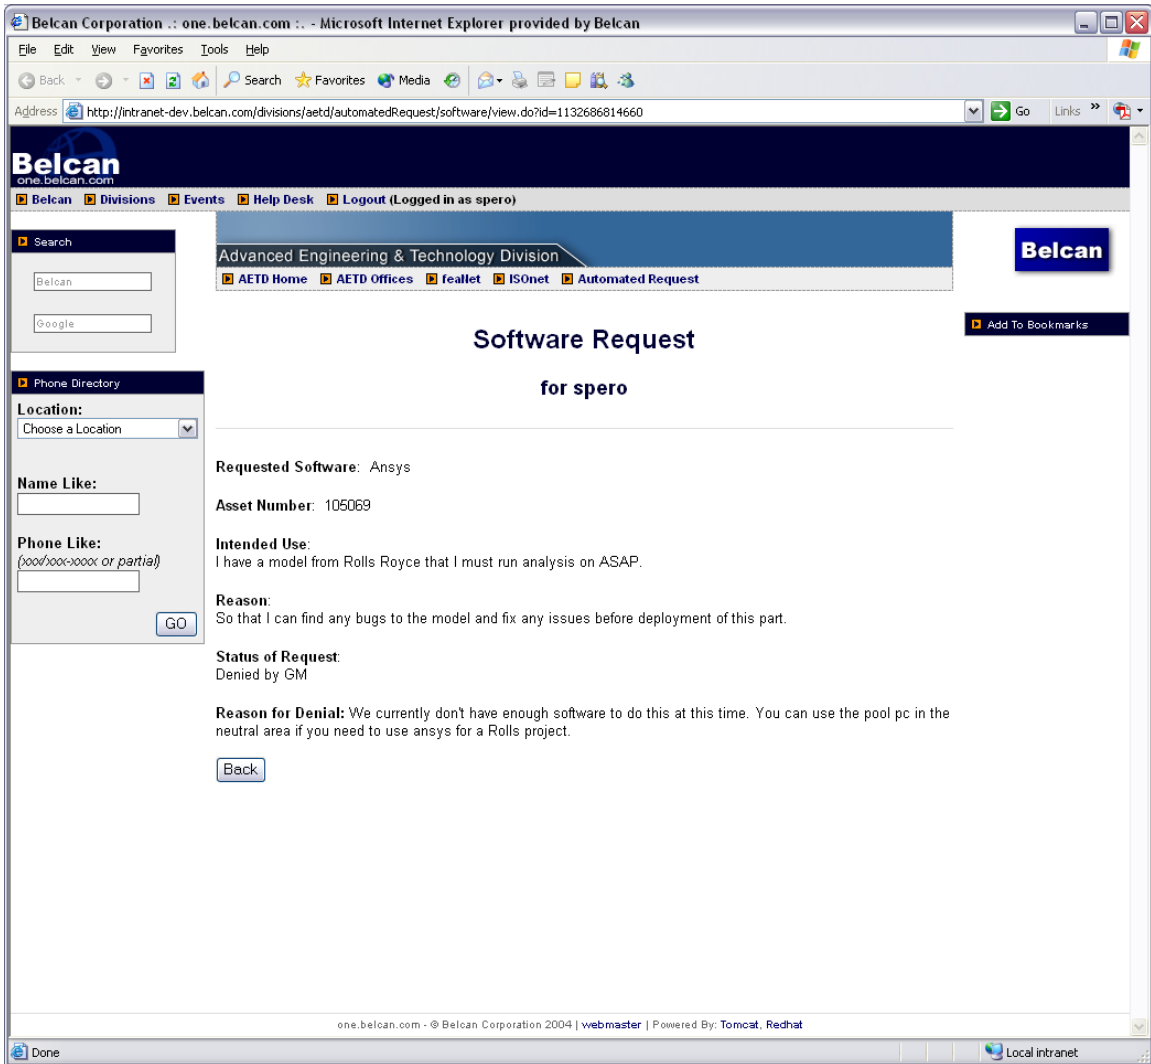 Belcan Corporation .: one.belcan.com :. - Microsoft Internet Explorer provided by Belcan
File Edit View Favorites Tools Help
Back Search Favorites Media
Address http://intranet-dev.belcan.com/divisions/aetd/automatedRequest/software/view.do?id=1132686814660 Go Links »
Belcan
one.belcan.com
Belcan Divisions Events Help Desk Logout (Logged in as spero)
Search
Belcan
Google
Phone Directory
Location:
Choose a Location
Name Like:
Phone Like:
(xxx/xxx-xxxx or partial)
GO
Advanced Engineering & Technology Division
AETD Home AETD Offices feaNet ISOnet Automated Request
Software Request
for spero
Requested Software: Ansys
Asset Number: 105069
Intended Use:
I have a model from Rolls Royce that I must run analysis on ASAP.
Reason:
So that I can find any bugs to the model and fix any issues before deployment of this part.
Status of Request:
Denied by GM
Reason for Denial: We currently don't have enough software to do this at this time. You can use the pool pc in the
neutral area if you need to use ansys for a Rolls project.
Back
Belcan
Add To Bookmarks
one.belcan.com - © Belcan Corporation 2004 | webmaster | Powered By: Tomcat, Redhat
Done
Local intranet